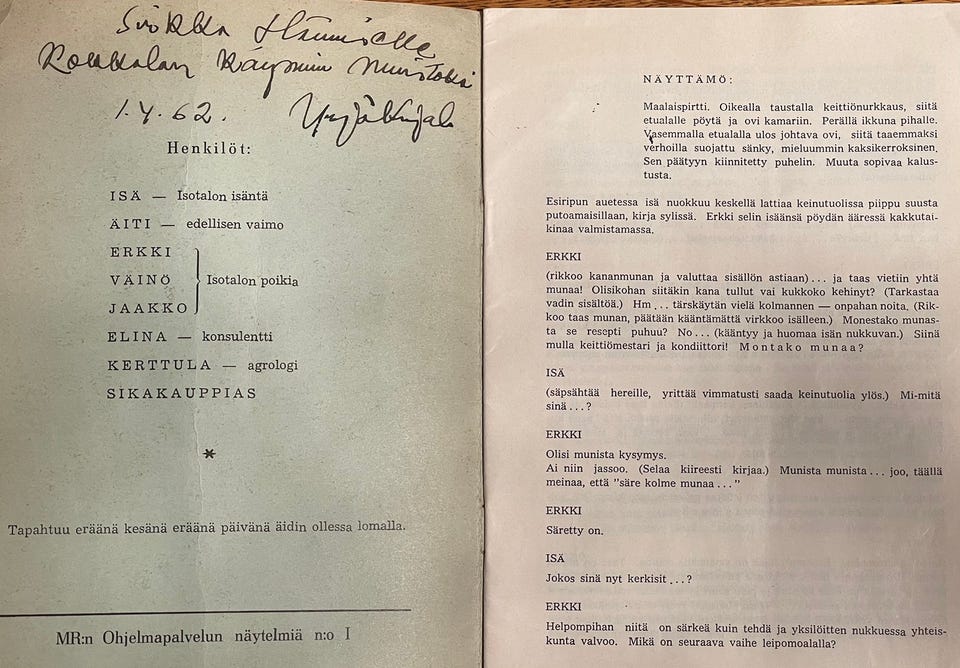 Käynnin Muistoksi
1.4.62.
Henkilöt:
ISÄ — Isotalon isäntä
ÄITI — edellisen vaimo
ERKKI
VÄINÖ
JAAKKO
Isotalon poikia
ELINA — konsulentti
KERTTULA — agrologi
SIKAKAUPPIAS
*
Tapahtuu eräänä kesänä eräänä päivänä äidin ollessa lomalla.
MR:n Ohjelmapalvelun näytelmiä n:o I
NÄYTTÄMÖ:
Maalaispirtti. Oikealla taustalla keittiönurkkaus, siitä
etualalle pöytä ja ovi kamariin. Perällä ikkuna pihalle.
Vasemmalla etualalla ulos johtava ovi, siitä taaemmaksi
verhoilla suojattu sänky, mieluummin kaksikerroksinen.
Sen päätyyn kiinnitetty puhelin. Muuta sopivaa kalus-
tusta.
Esiripun auetessa isä nuokkuu keskellä lattiaa keinutuolissa piippu suusta
putoamaisillaan, kirja sylissä. Erkki selin isäänsä pöydän ääressä kakkutai-
kinaa valmistamassa.
ERKKI
(rikkoo kananmunan ja valuttaa sisällön astiaan) ... ja taas vietiin yhtä
munaa! Olisikohan siitäkin kana tullut vai kukkoko kehinyt? (Tarkastaa
vadin sisältöä.) Hm ... tärskäytän vielä kolmannen — onpahan noita. (Rik-
koo taas munan, päätään kääntämättä virkkoo isälleen.) Monestako munas-
ta se resepti puhuu? No ... (kääntyy ja huomaa isän nukkuvan.) Siinä
mulla keittiömestari ja kondiittori! Montako munaa?
ISÄ
(säpsähtää hereille, yrittää vimmatusti saada keinutuolia ylös.) Mi-mitä
sinä ...?
ERKKI
Olisi munista kysymys.
Ai niin jassoo. (Selaa kiireesti kirjaa.) Munista munista ... joo, täällä
meinaa, että "säre kolme munaa ..."
ERKKI
Säretty on.
ISÄ
Jokos sinä nyt kerkisit ...?
ERKKI
Helpompihan niitä on särkeä kuin tehdä ja yksilöitten nukkuessa yhteis-
kunta valvoo. Mikä on seuraava vaihe leipomoalalla?